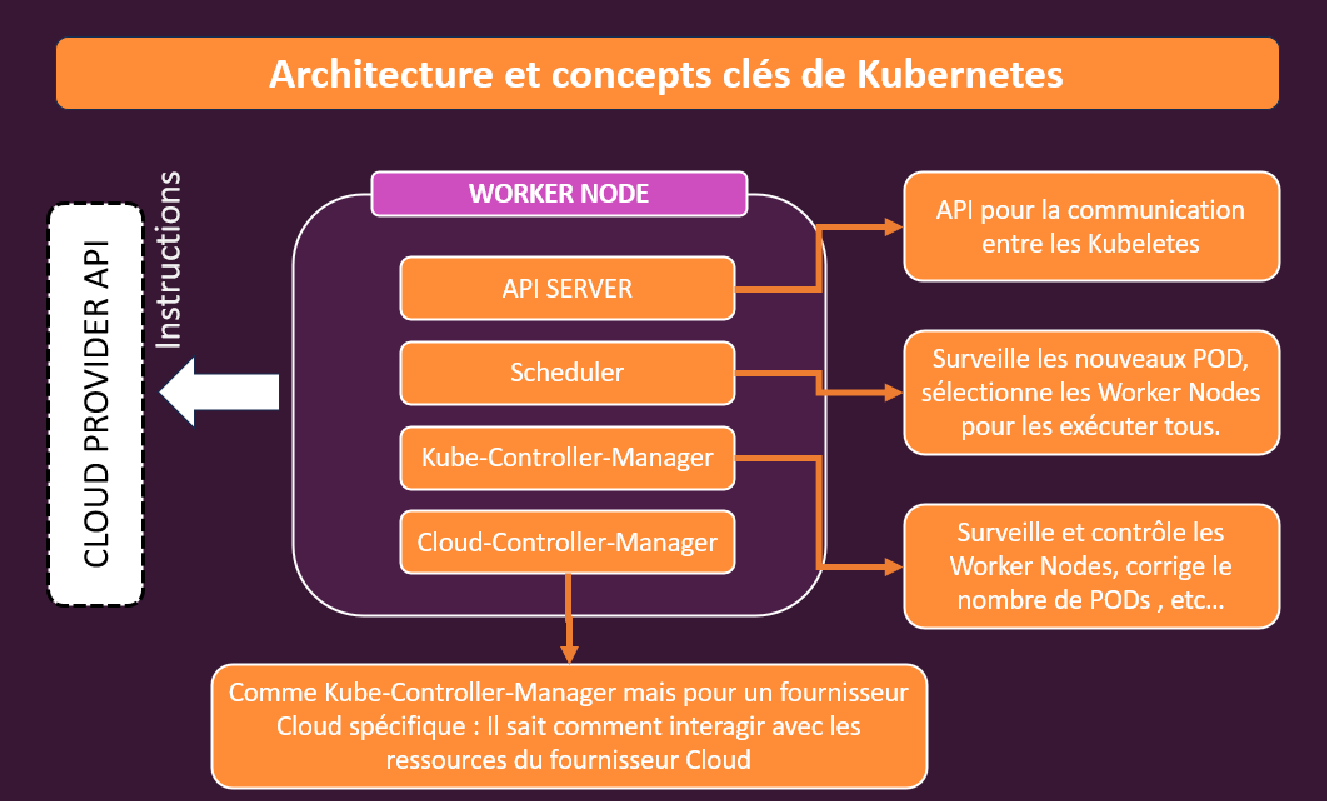 Architecture et concepts clés de Kubernetes
CLOUD PROVIDER API
Instructions
WORKER NODE
API SERVER
Scheduler
Kube-Controller-Manager
Cloud-Controller-Manager
API pour la communication
entre les Kubeletes
Surveille les nouveaux POD,
sélectionne les Worker Nodes
pour les exécuter tous.
Surveille et contrôle les
Worker Nodes, corrige le
nombre de PODs , etc...
Comme Kube-Controller-Manager mais pour un fournisseur
Cloud spécifique : Il sait comment interagir avec les
ressources du fournisseur Cloud